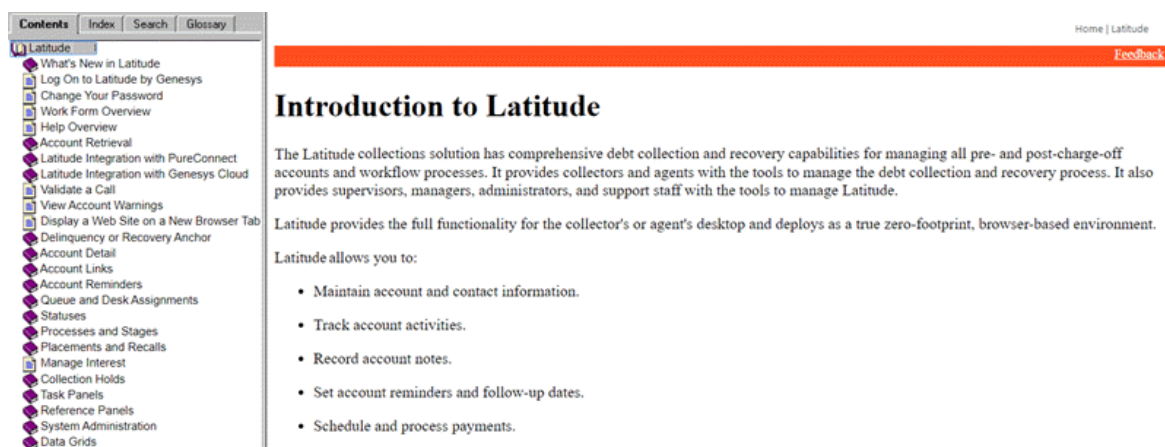 Contents Index Search Glossary
Home | Latitude
Latitude
Feedback
What's New in Latitude
Log On to Latitude by Genesys
Change Your Password
Work Form Overview
Help Overview
Account Retrieval
Latitude Integration with PureConnect
Latitude Integration with Genesys Cloud
Validate a Call
View Account Warnings
Display a Web Site on a New Browser Tab
Delinquency or Recovery Anchor
Account Detail
Account Links
Account Reminders
Queue and Desk Assignments
Statuses
Processes and Stages
Placements and Recalls
Manage Interest
Collection Holds
Task Panels
Reference Panels
System Administration
Data Grids
Introduction to Latitude
The Latitude collections solution has comprehensive debt collection and recovery capabilities for managing all pre- and post-charge-off
accounts and workflow processes. It provides collectors and agents with the tools to manage the debt collection and recovery process. It also
provides supervisors, managers, administrators, and support staff with the tools to manage Latitude.
Latitude provides the full functionality for the collector's or agent's desktop and deploys as a true zero-footprint, browser-based environment.
Latitude allows you to:
• Maintain account and contact information.
• Track account activities.
• Record account notes.
• Set account reminders and follow-up dates.
• Schedule and process payments.